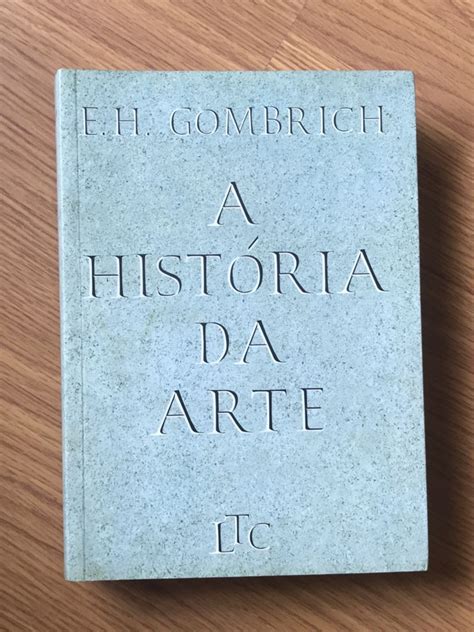 E.H. GOMBRICH
A
HISTÓRIA
DA
ARTE
LTC